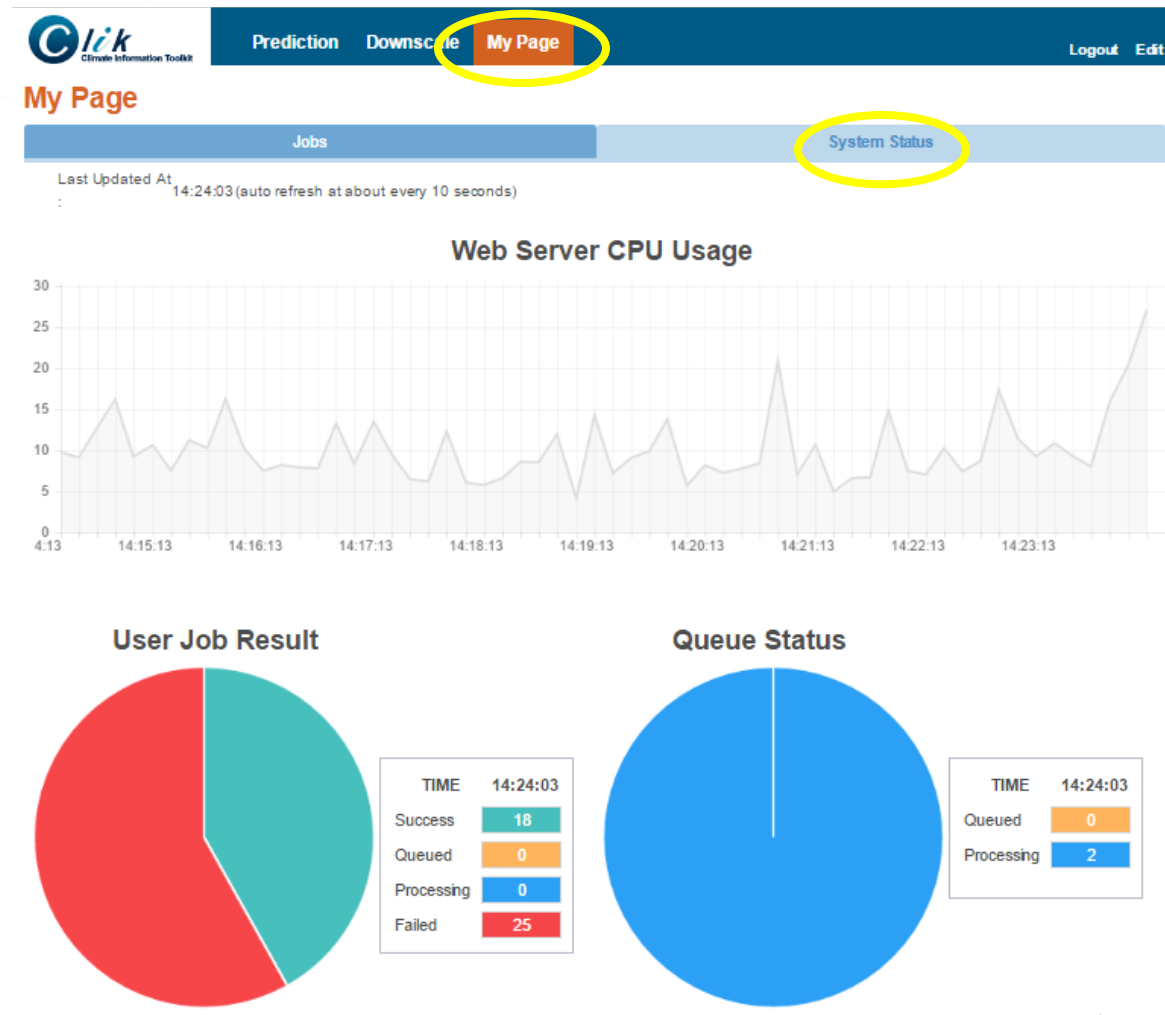 Clik
Climate Information Toolkit
Prediction Downscale My Page
Logout Edit
My Page
Jobs System Status
Last Updated At
:
14:24:03 (auto refresh at about every 10 seconds)
Web Server CPU Usage
30
25
20
15
10
5
0
4:13 14:15:13 14:16:13 14:17:13 14:18:13 14:19:13 14:20:13 14:21:13 14:22:13 14:23:13
User Job Result
TIME 14:24:03
Success 18
Queued 0
Processing 0
Failed 25
Queue Status
TIME 14:24:03
Queued 0
Processing 2